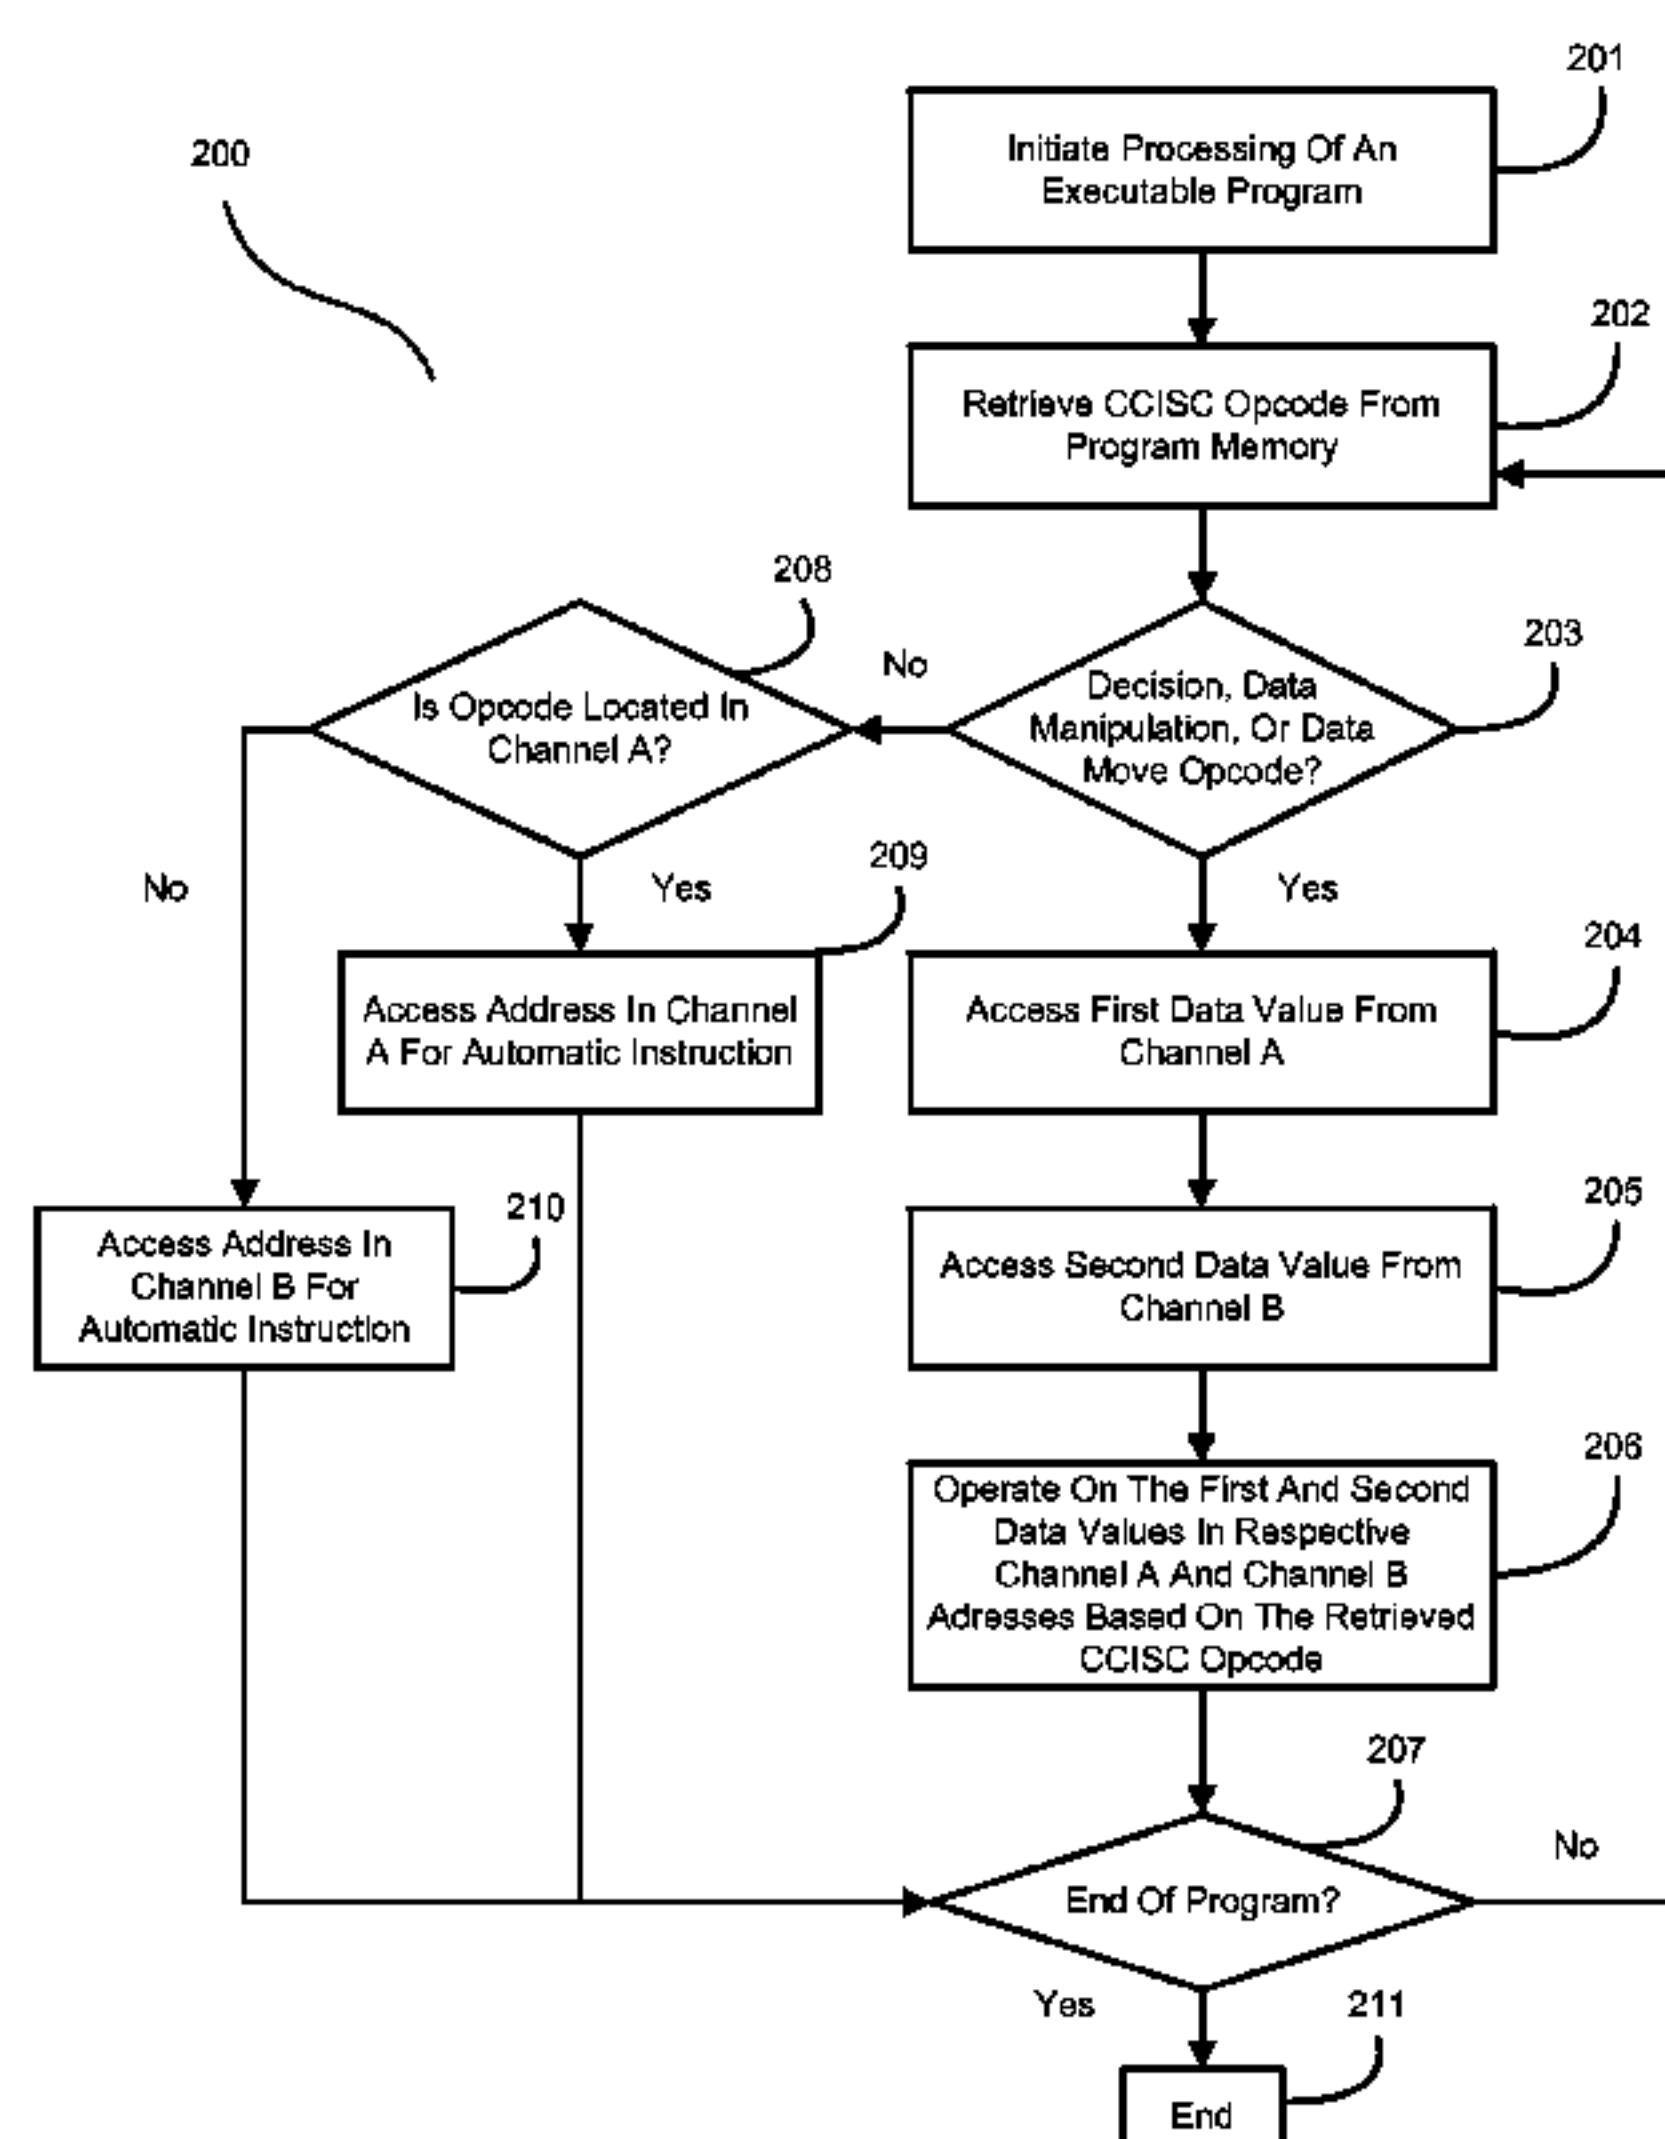 201
Initiate Processing Of An
Executable Program
200
202
Retrieve CCISC Opcode From
Program Memory
208
203
No
Is Opcode Located In
Channel A?
Decision, Data
Manipulation, Or Data
Move Opcode?
No
Yes
Yes
209
204
Access Address In Channel
A For Automatic Instruction
Access First Data Value From
Channel A
210
205
Access Address In
Channel B For
Automatic Instruction
Access Second Data Value From
Channel B
206
Operate On The First And Second
Data Values In Respective
Channel A And Channel B
Adresses Based On The Retrieved
CCISC Opcode
207
No
End Of Program?
Yes
211
End